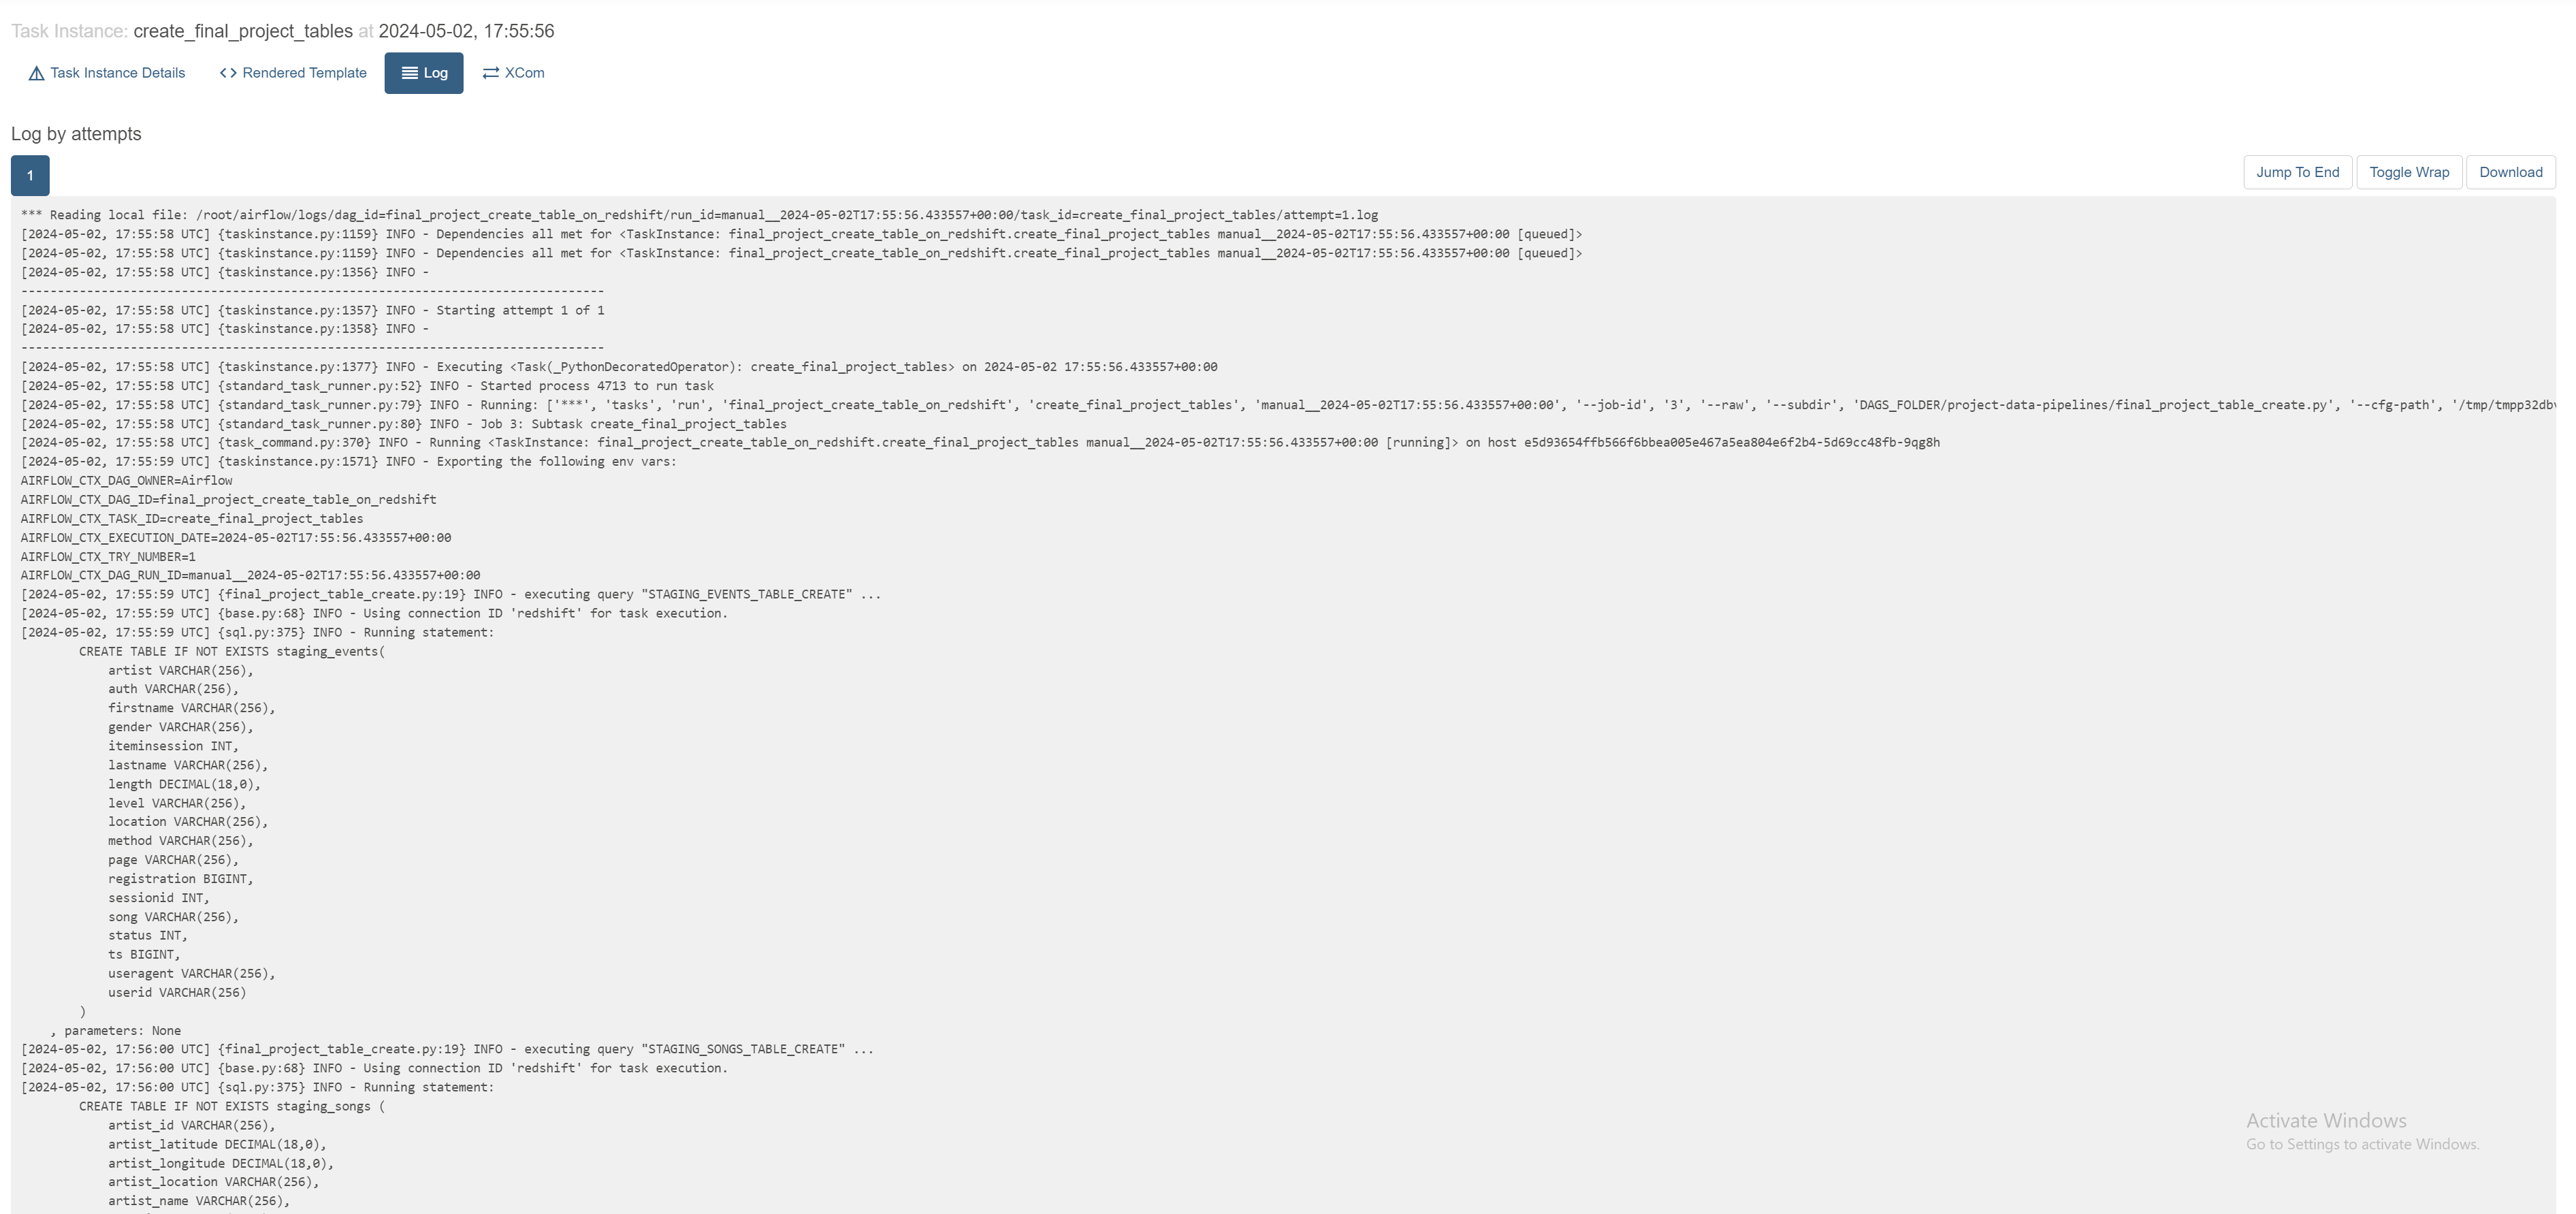 Task Instance: create_final_project_tables at 2024-05-02, 17:55:56
Task Instance Details Rendered Template Log XCom
Log by attempts
1 Jump To End Toggle Wrap Download
*** Reading local file: /root/airflow/logs/dag_id=final_project_create_table_on_redshift/run_id=manual__2024-05-02T17:55:56.433557+00:00/task_id=create_final_project_tables/attempt=1.log
[2024-05-02, 17:55:58 UTC] {taskinstance.py:1159} INFO - Dependencies all met for <TaskInstance: final_project_create_table_on_redshift.create_final_project_tables manual__2024-05-02T17:55:56.433557+00:00 [queued]>
[2024-05-02, 17:55:58 UTC] {taskinstance.py:1159} INFO - Dependencies all met for <TaskInstance: final_project_create_table_on_redshift.create_final_project_tables manual__2024-05-02T17:55:56.433557+00:00 [queued]>
[2024-05-02, 17:55:58 UTC] {taskinstance.py:1356} INFO -
--------------------------------------------------------------------------------
[2024-05-02, 17:55:58 UTC] {taskinstance.py:1357} INFO - Starting attempt 1 of 1
[2024-05-02, 17:55:58 UTC] {taskinstance.py:1358} INFO -
--------------------------------------------------------------------------------
[2024-05-02, 17:55:58 UTC] {taskinstance.py:1377} INFO - Executing <Task(_PythonDecoratedOperator): create_final_project_tables> on 2024-05-02 17:55:56.433557+00:00
[2024-05-02, 17:55:58 UTC] {standard_task_runner.py:52} INFO - Started process 4713 to run task
[2024-05-02, 17:55:58 UTC] {standard_task_runner.py:79} INFO - Running: ['***', 'tasks', 'run', 'final_project_create_table_on_redshift', 'create_final_project_tables', 'manual__2024-05-02T17:55:56.433557+00:00', '--job-id', '3', '--raw', '--subdir', 'DAGS_FOLDER/project-data-pipelines/final_project_table_create.py', '--cfg-path', '/tmp/tmpp32dbv
[2024-05-02, 17:55:58 UTC] {standard_task_runner.py:80} INFO - Job 3: Subtask create_final_project_tables
[2024-05-02, 17:55:58 UTC] {task_command.py:370} INFO - Running <TaskInstance: final_project_create_table_on_redshift.create_final_project_tables manual__2024-05-02T17:55:56.433557+00:00 [running]> on host e5d93654ffb566f6bbea005e467a5ea804e6f2b4-5d69cc48fb-9qg8h
[2024-05-02, 17:55:59 UTC] {taskinstance.py:1571} INFO - Exporting the following env vars:
AIRFLOW_CTX_DAG_OWNER=Airflow
AIRFLOW_CTX_DAG_ID=final_project_create_table_on_redshift
AIRFLOW_CTX_TASK_ID=create_final_project_tables
AIRFLOW_CTX_EXECUTION_DATE=2024-05-02T17:55:56.433557+00:00
AIRFLOW_CTX_TRY_NUMBER=1
AIRFLOW_CTX_DAG_RUN_ID=manual__2024-05-02T17:55:56.433557+00:00
[2024-05-02, 17:55:59 UTC] {final_project_table_create.py:19} INFO - executing query "STAGING_EVENTS_TABLE_CREATE" ...
[2024-05-02, 17:55:59 UTC] {base.py:68} INFO - Using connection ID 'redshift' for task execution.
[2024-05-02, 17:55:59 UTC] {sql.py:375} INFO - Running statement:
CREATE TABLE IF NOT EXISTS staging_events(
artist VARCHAR(256),
auth VARCHAR(256),
firstname VARCHAR(256),
gender VARCHAR(256),
iteminsession INT,
lastname VARCHAR(256),
length DECIMAL(18,0),
level VARCHAR(256),
location VARCHAR(256),
method VARCHAR(256),
page VARCHAR(256),
registration BIGINT,
sessionid INT,
song VARCHAR(256),
status INT,
ts BIGINT,
useragent VARCHAR(256),
userid VARCHAR(256)
)
, parameters: None
[2024-05-02, 17:56:00 UTC] {final_project_table_create.py:19} INFO - executing query "STAGING_SONGS_TABLE_CREATE" ...
[2024-05-02, 17:56:00 UTC] {base.py:68} INFO - Using connection ID 'redshift' for task execution.
[2024-05-02, 17:56:00 UTC] {sql.py:375} INFO - Running statement:
CREATE TABLE IF NOT EXISTS staging_songs (
artist_id VARCHAR(256),
artist_latitude DECIMAL(18,0),
artist_longitude DECIMAL(18,0),
artist_location VARCHAR(256),
artist_name VARCHAR(256),
Activate Windows
Go to Settings to activate Windows.